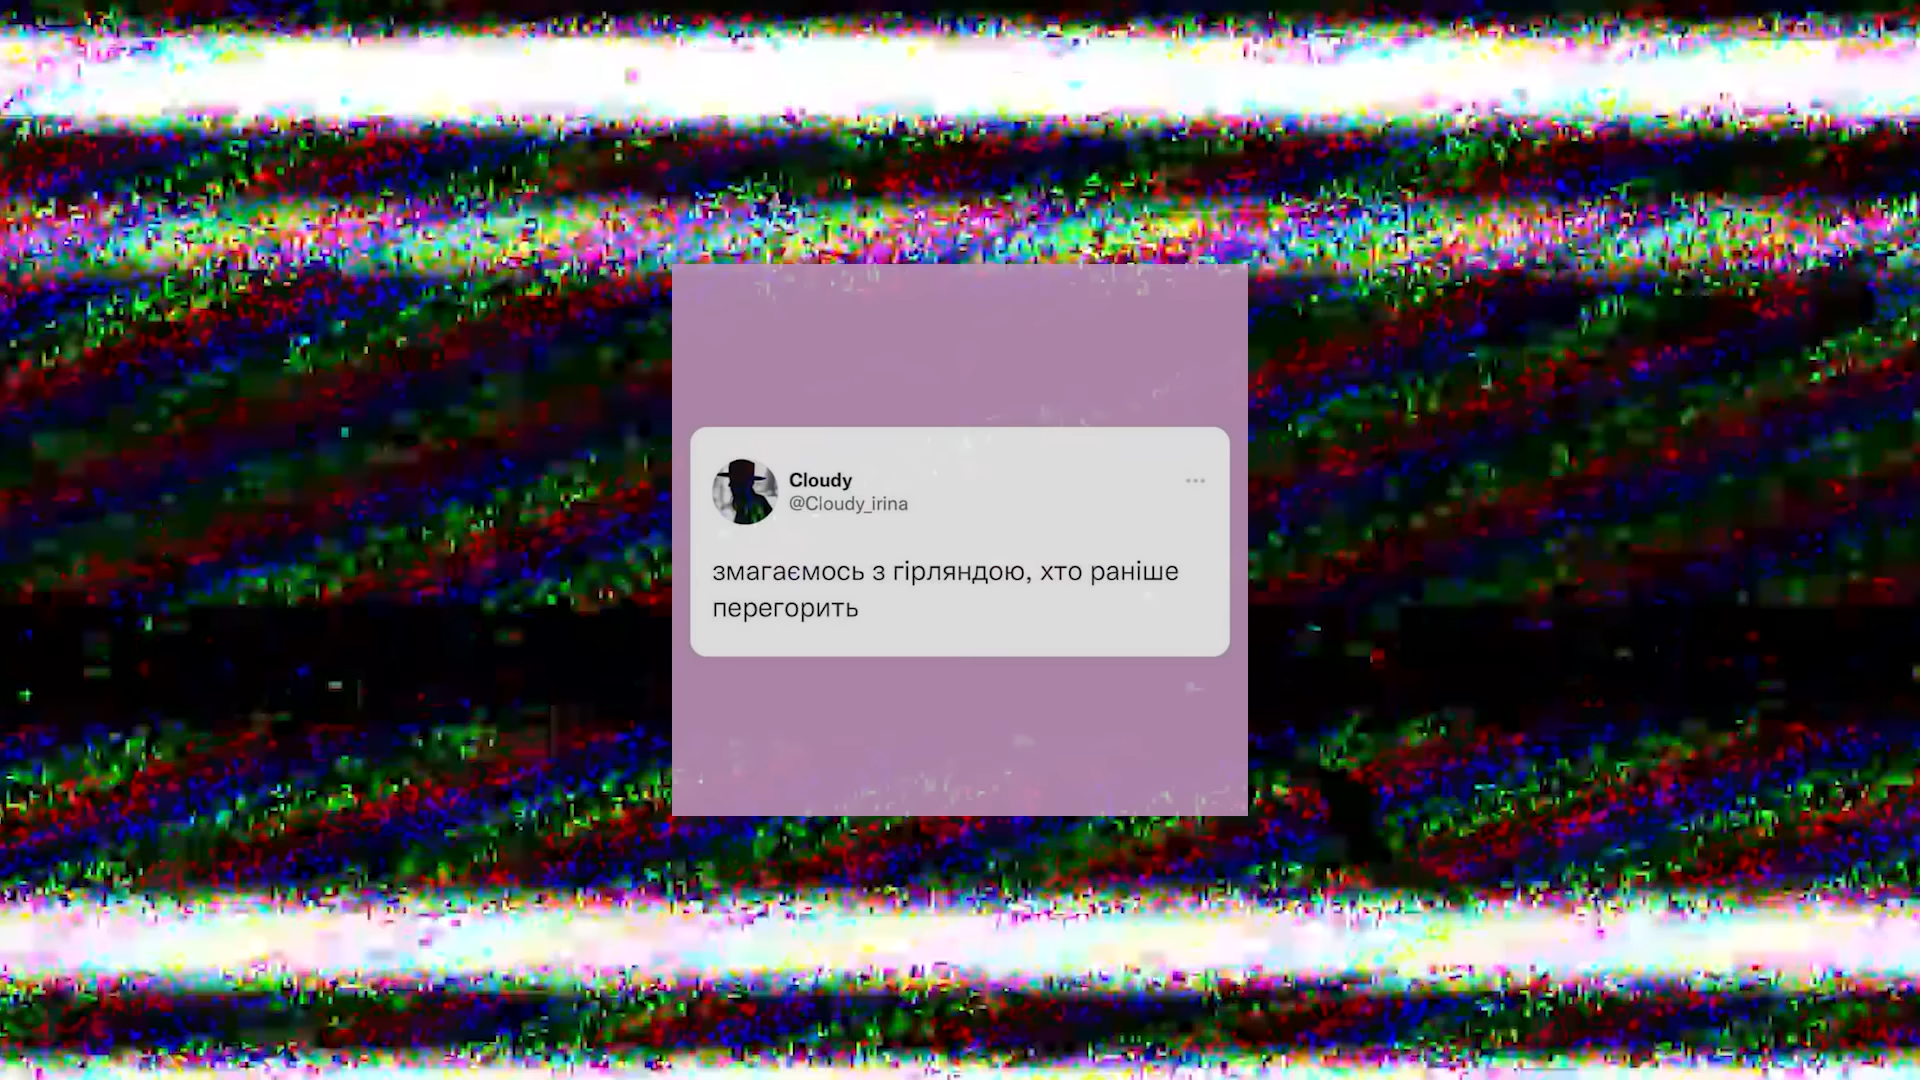 Cloudy
@Cloudy_irina
змагаємось з гірляндою, хто раніше
перегорить